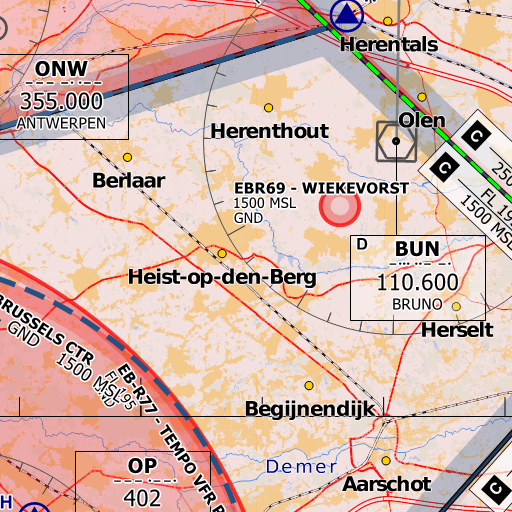 Herentals
ONW
355.000
ANTWERPEN
Olen
Herenthout
C
C
250
FL 19
1500 MSL
Berlaar
EBR69 - WIEKEVORST
1500 MSL
GND
D
BUN
110.600
BRUNO
Heist-op-den-Berg
Herselt
BRUSSELS CTR
1500 MSL
GND
EB-R77 - TEMPO VFR R
FL 95
Begijnendijk
OP
402
Demer
Aarschot
C
H